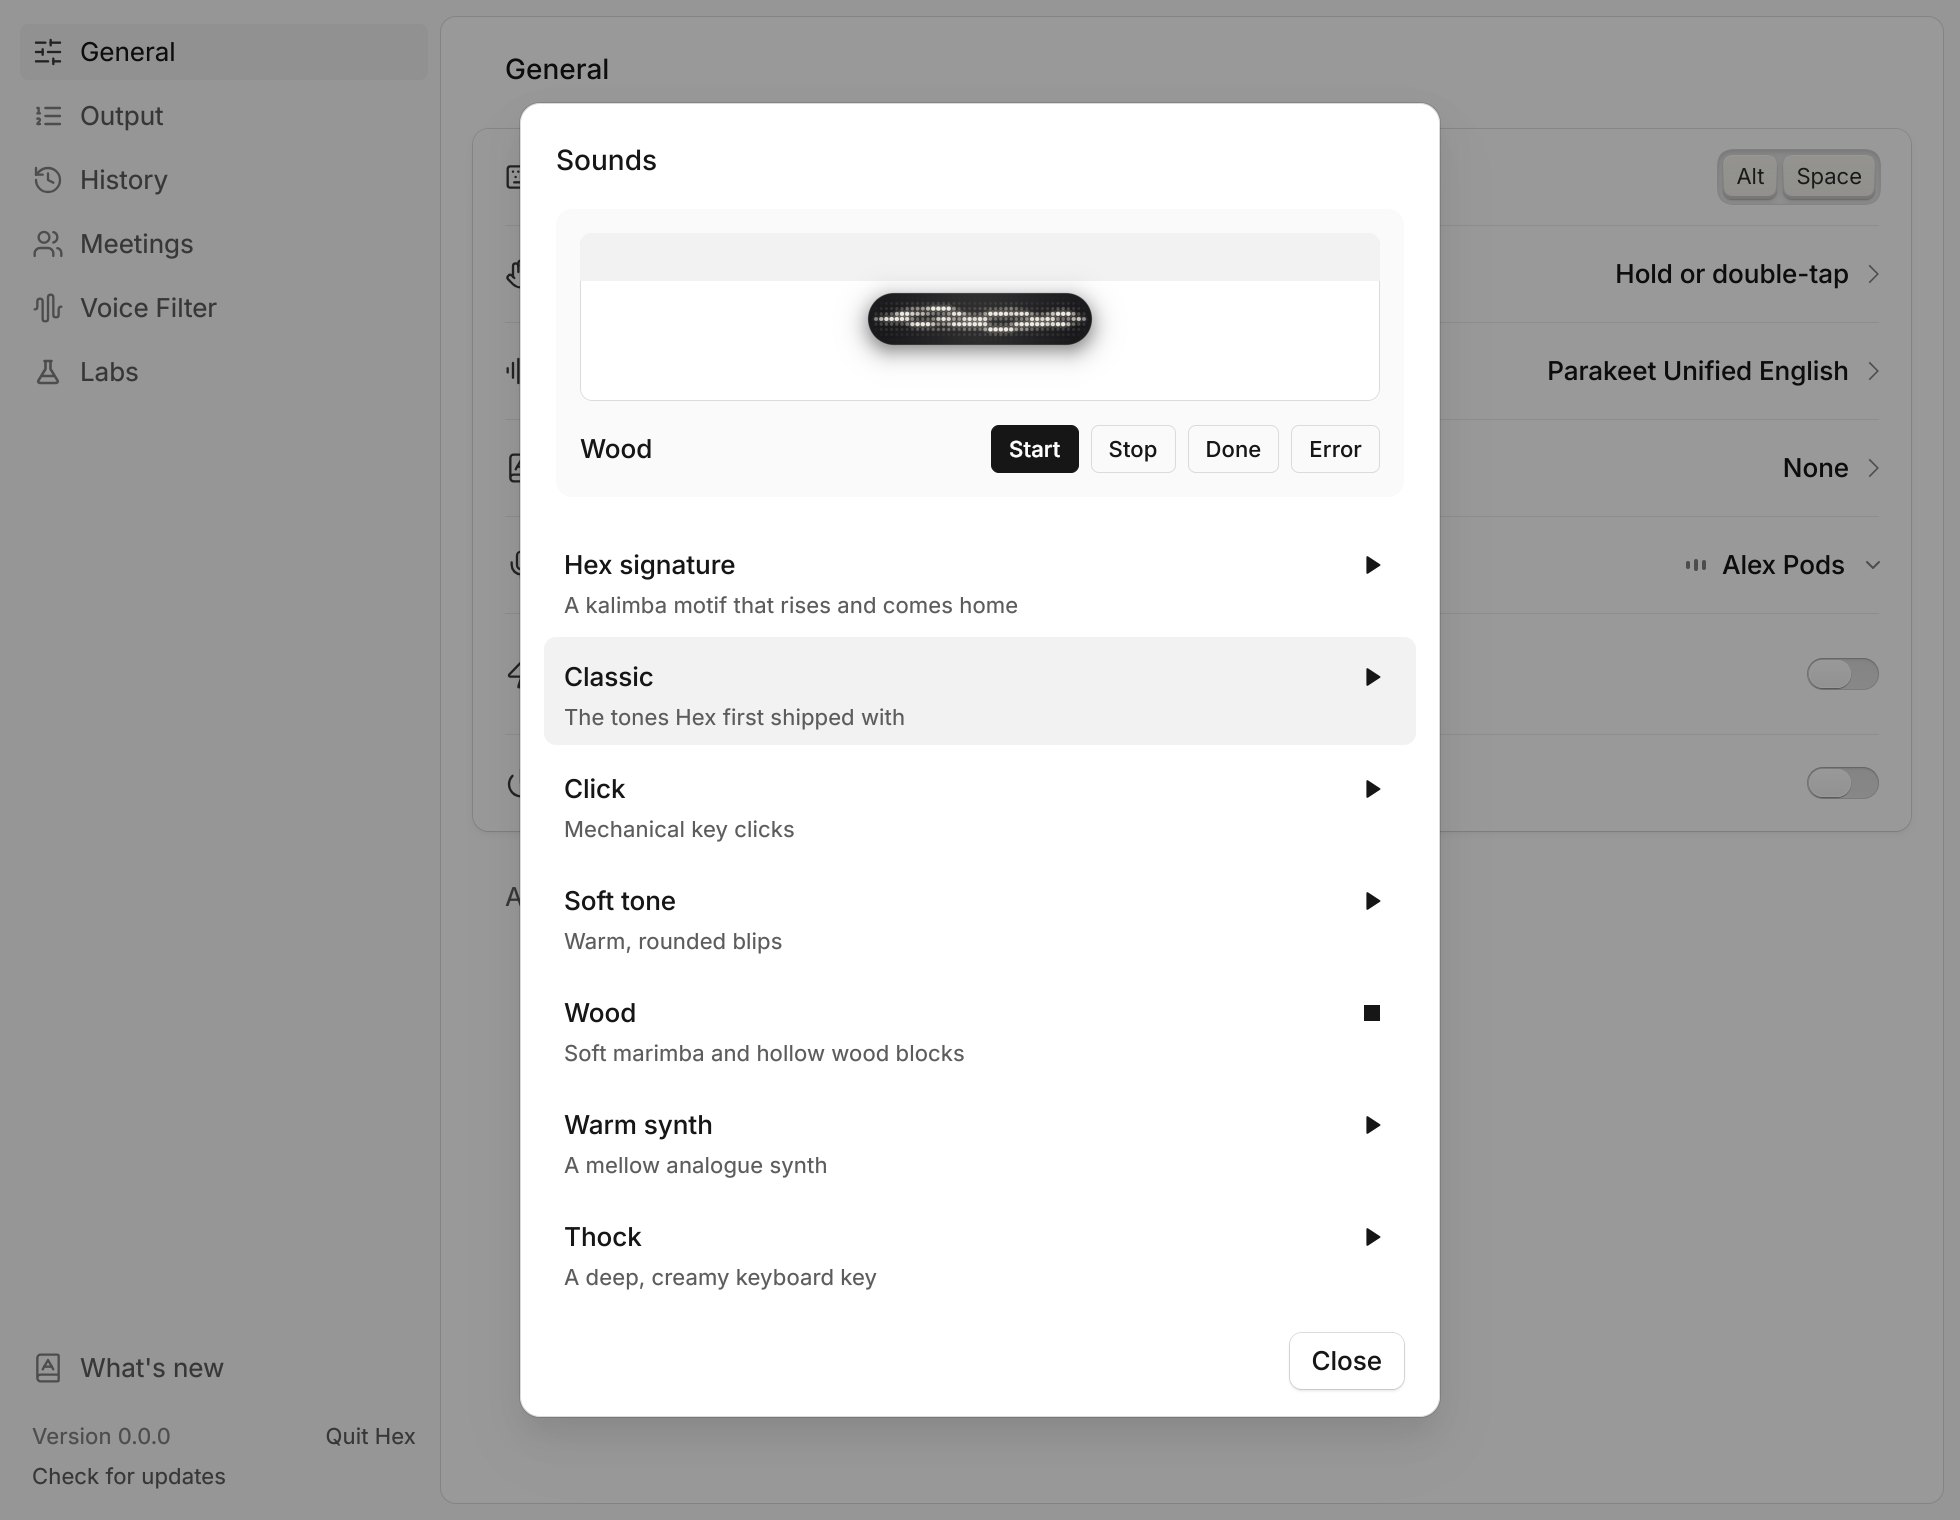 General
Output
History
Meetings
Voice Filter
Labs
What's new
Version 0.0.0
Quit Hex
Check for updates
General
Alt
Space
Hold or double-tap
Parakeet Unified English
None
Alex Pods
Sounds
Wood
Start
Stop
Done
Error
Hex signature
A kalimba motif that rises and comes home
Classic
The tones Hex first shipped with
Click
Mechanical key clicks
Soft tone
Warm, rounded blips
Wood
Soft marimba and hollow wood blocks
Warm synth
A mellow analogue synth
Thock
A deep, creamy keyboard key
Close